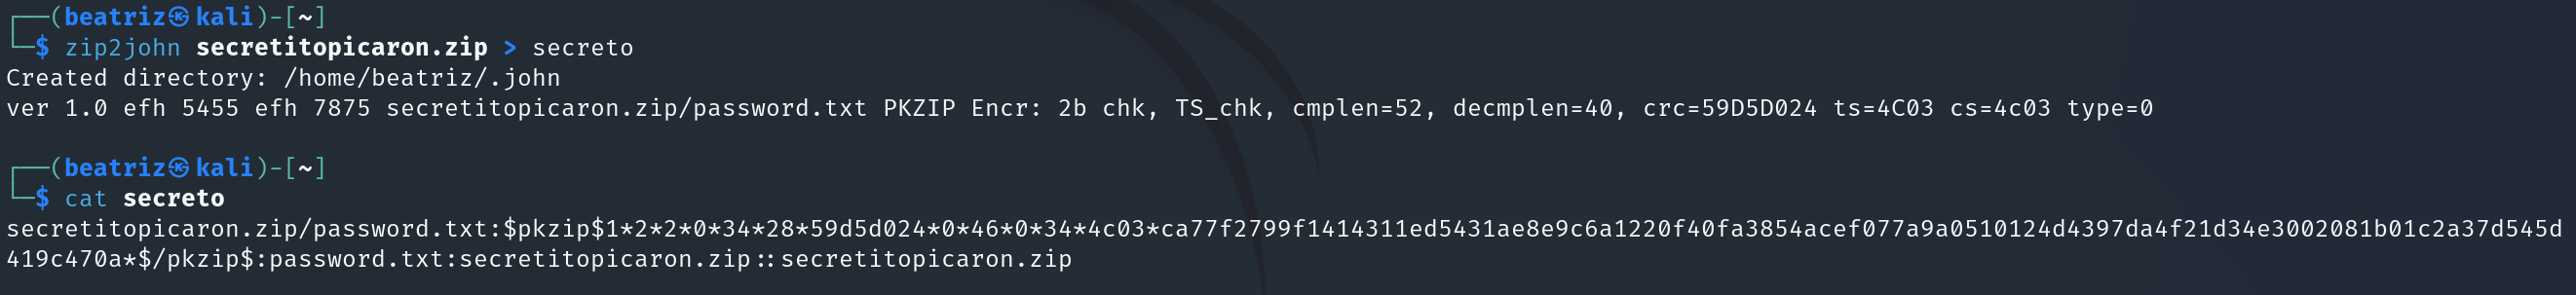 ┌──(beatriz㉿kali)-[~]
└─$ zip2john secretitopicaron.zip > secreto
Created directory: /home/beatriz/.john
ver 1.0 efh 5455 efh 7875 secretitopicaron.zip/password.txt PKZIP Encr: 2b chk, TS_chk, cmplen=52, decmplen=40, crc=59D5D024 ts=4C03 cs=4c03 type=0
┌──(beatriz㉿kali)-[~]
└─$ cat secreto
secretitopicaron.zip/password.txt:$pkzip$1*2*2*0*34*28*59d5d024*0*46*0*34*4c03*ca77f2799f1414311ed5431ae8e9c6a1220f40fa3854acef077a9a0510124d4397da4f21d34e3002081b01c2a37d545d
419c470a*$/pkzip$:password.txt:secretitopicaron.zip::secretitopicaron.zip